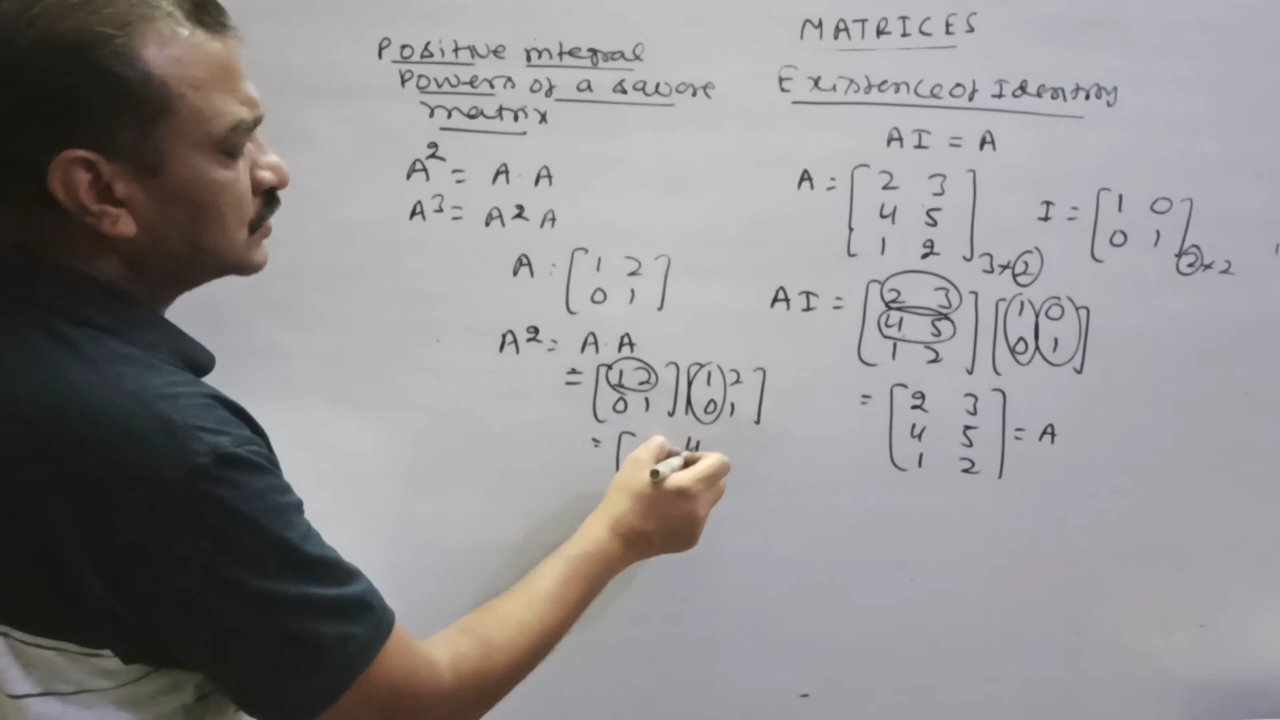 Positive integral
Powers of a sqvare
matrix
A² = A · A
A³ = A² A
A : [ 1 2
0 1 ]
A² = A · A
= [ 1 2
0 1 ] [ 1 2
0 1 ]
= [ 4
MATRICES
Existence of Identity
AI = A
A = [ 2 3
4 5
1 2 ] 3×2
I = [ 1 0
0 1 ] 2×2
AI = [ 2 3
4 5
1 2 ] [ 1 0
0 1 ]
= [ 2 3
4 5
1 2 ] = A